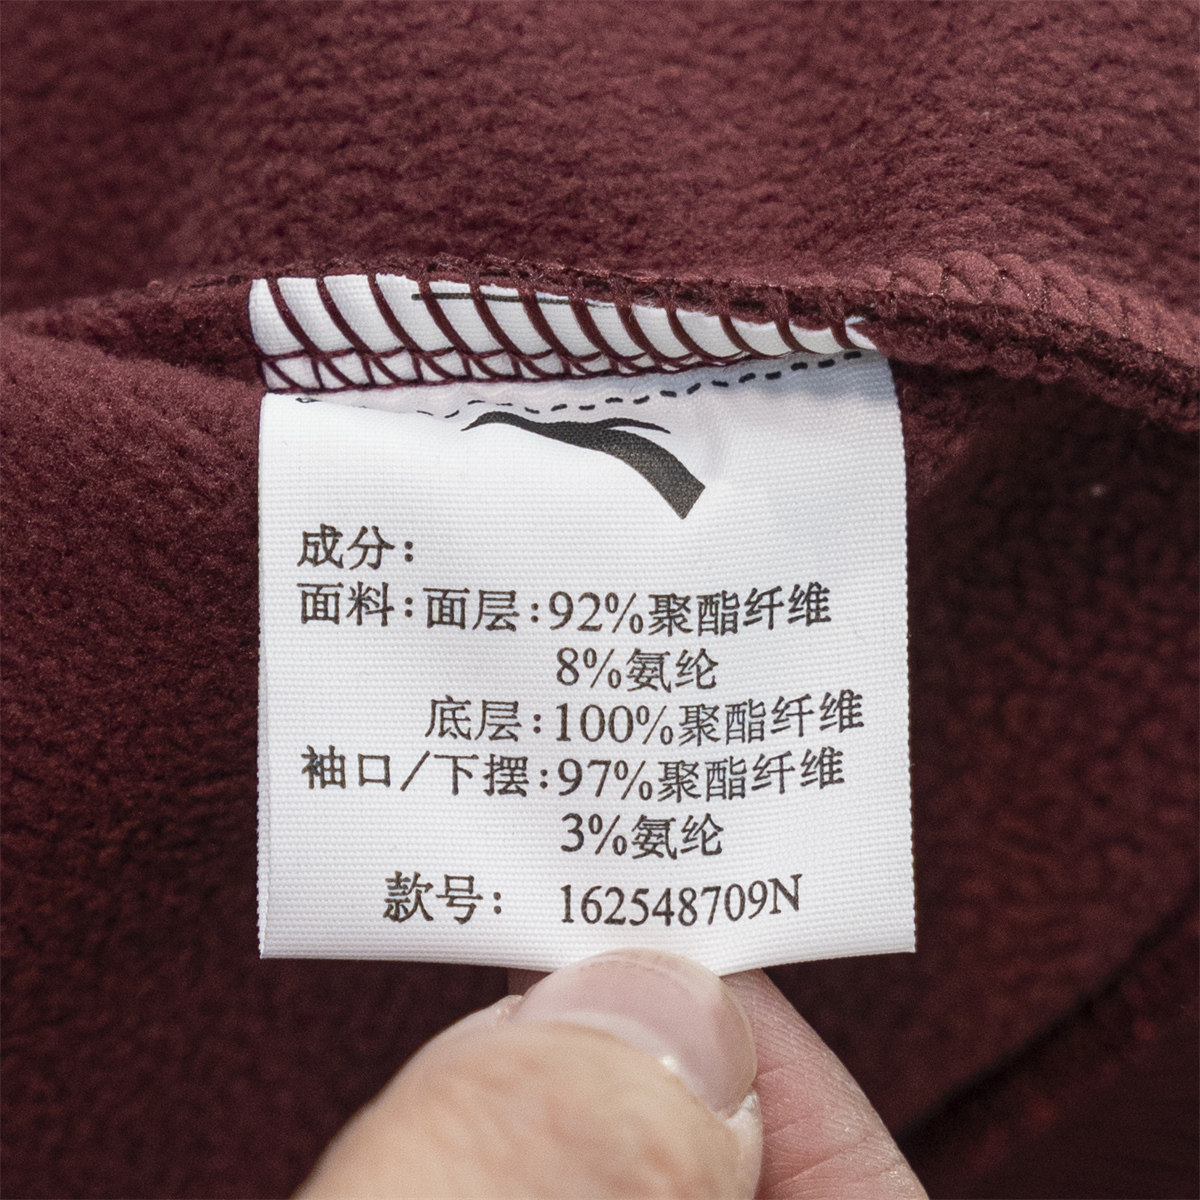 成分：
面料：面层：92%聚酯纤维
8%氨纶
底层：100%聚酯纤维
袖口/下摆：97%聚酯纤维
3%氨纶
款号： 162548709N